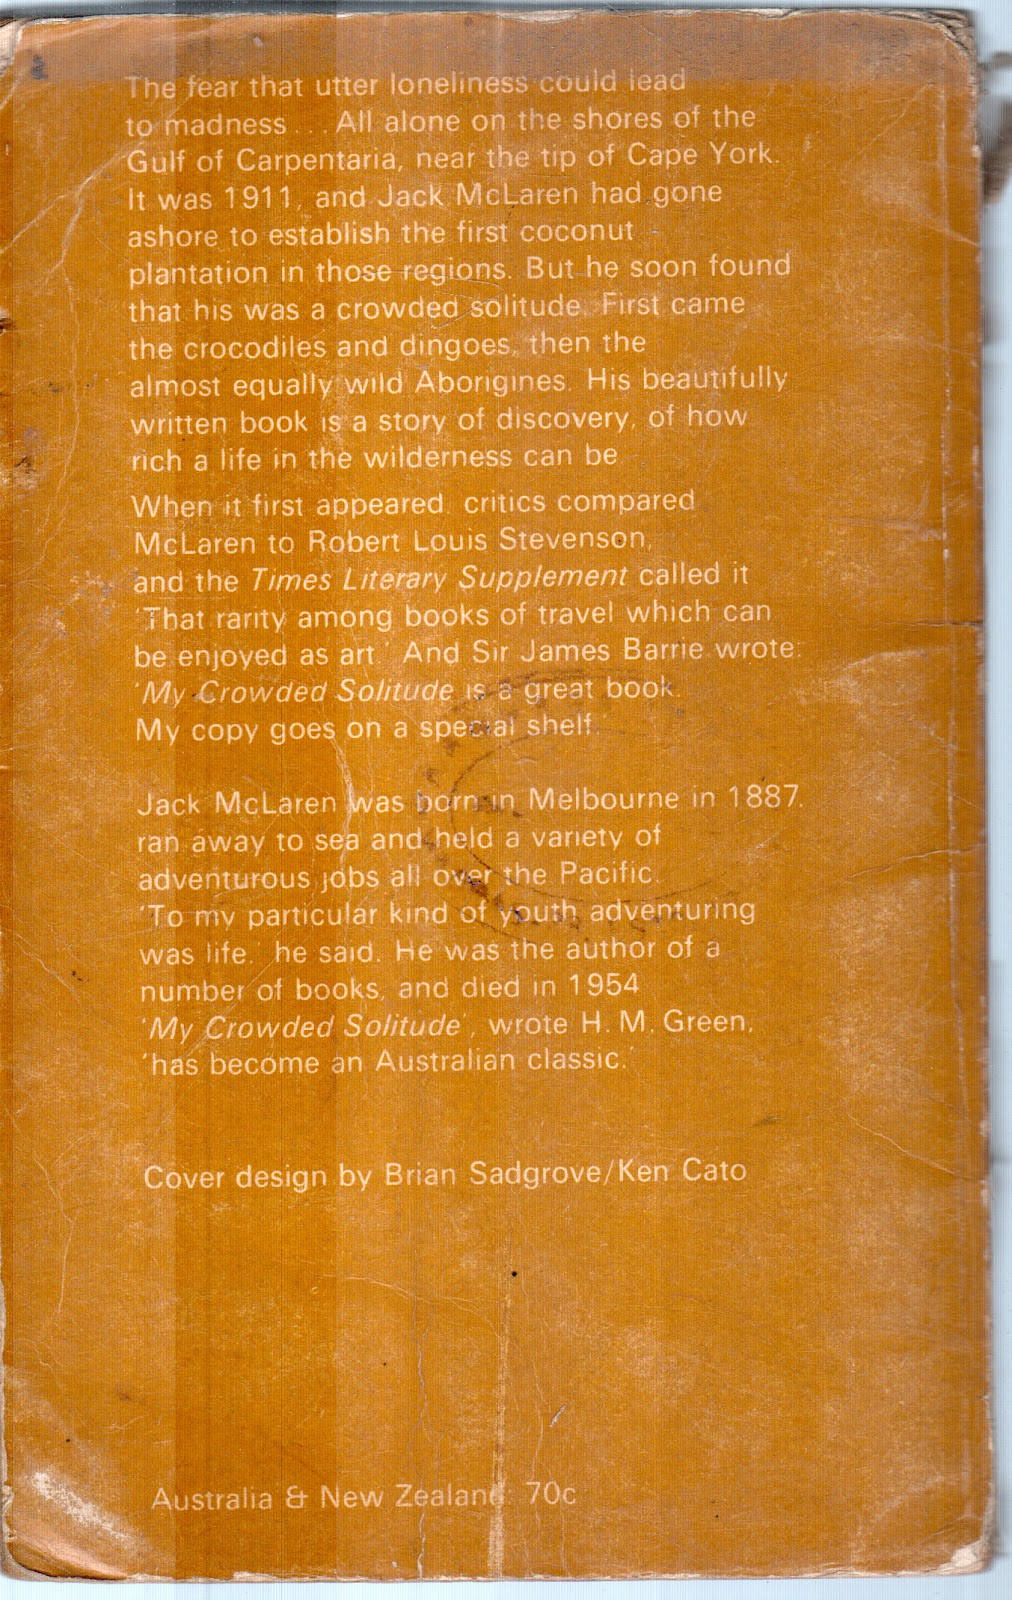 The fear that utter loneliness could lead
to madness . . . All alone on the shores of the
Gulf of Carpentaria, near the tip of Cape York.
It was 1911, and Jack McLaren had gone
ashore to establish the first coconut
plantation in those regions. But he soon found
that his was a crowded solitude. First came
the crocodiles and dingoes, then the
almost equally wild Aborigines. His beautifully
written book is a story of discovery, of how
rich a life in the wilderness can be
When it first appeared, critics compared
McLaren to Robert Louis Stevenson,
and the Times Literary Supplement called it
'That rarity among books of travel which can
be enjoyed as art.' And Sir James Barrie wrote:
'My Crowded Solitude is a great book.
My copy goes on a special shelf.'
Jack McLaren was born in Melbourne in 1887,
ran away to sea and held a variety of
adventurous jobs all over the Pacific.
'To my particular kind of youth adventuring
was life.' he said. He was the author of a
number of books, and died in 1954
'My Crowded Solitude', wrote H. M. Green,
'has become an Australian classic.'
Cover design by Brian Sadgrove/Ken Cato
Australia & New Zealand 70c